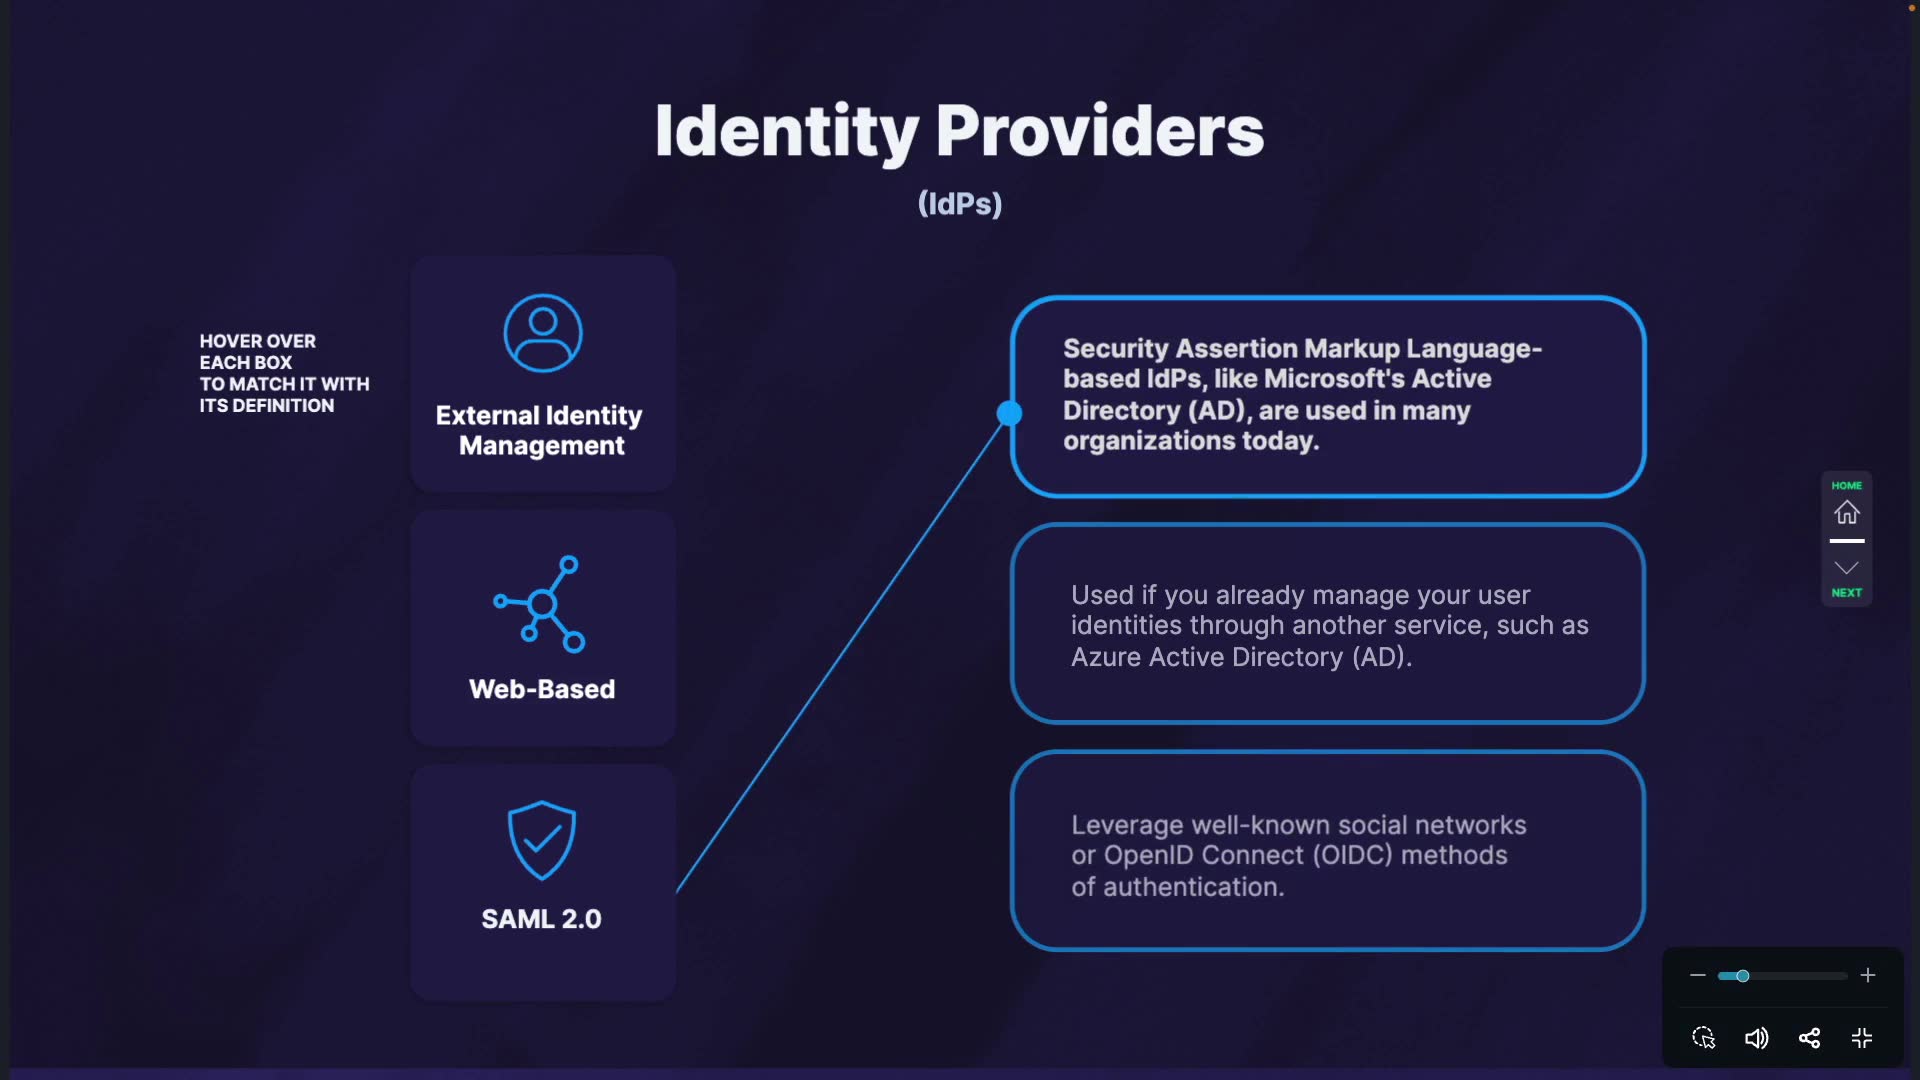 Identity Providers
(IdPs)
HOVER OVER
EACH BOX
TO MATCH IT WITH
ITS DEFINITION
External Identity
Management
Web-Based
SAML 2.0
Security Assertion Markup Language-
based IdPs, like Microsoft's Active
Directory (AD), are used in many
organizations today.
Used if you already manage your user
identities through another service, such as
Azure Active Directory (AD).
Leverage well-known social networks
or OpenID Connect (OIDC) methods
of authentication.
HOME
NEXT